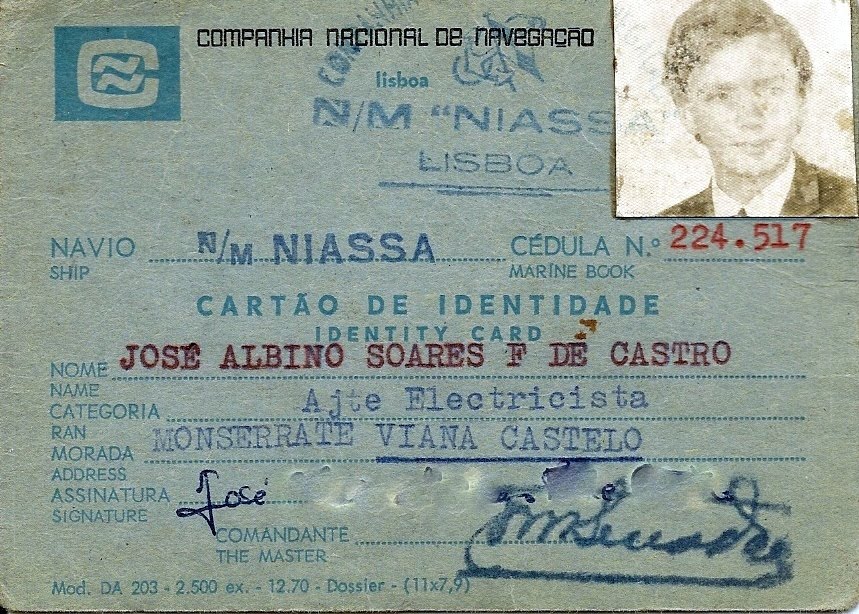 COMPANHIA NACIONAL DE NAVEGAÇÃO
lisboa
N/M "NIASSA"
LISBOA
NAVIO N/M NIASSA CÉDULA N.º 224.517
SHIP MARINE BOOK
CARTÃO DE IDENTIDADE
IDENTITY CARD
NOME JOSÉ ALBINO SOARES F DE CASTRO
NAME
CATEGORIA Ajte Electricista
RAN
MORADA MONSERRATE VIANA CASTELO
ADDRESS
ASSINATURA José
SIGNATURE
COMANDANTE
THE MASTER
Mod. DA 203 - 2.500 ex. - 12.70 - Dossier - (11x7,9)